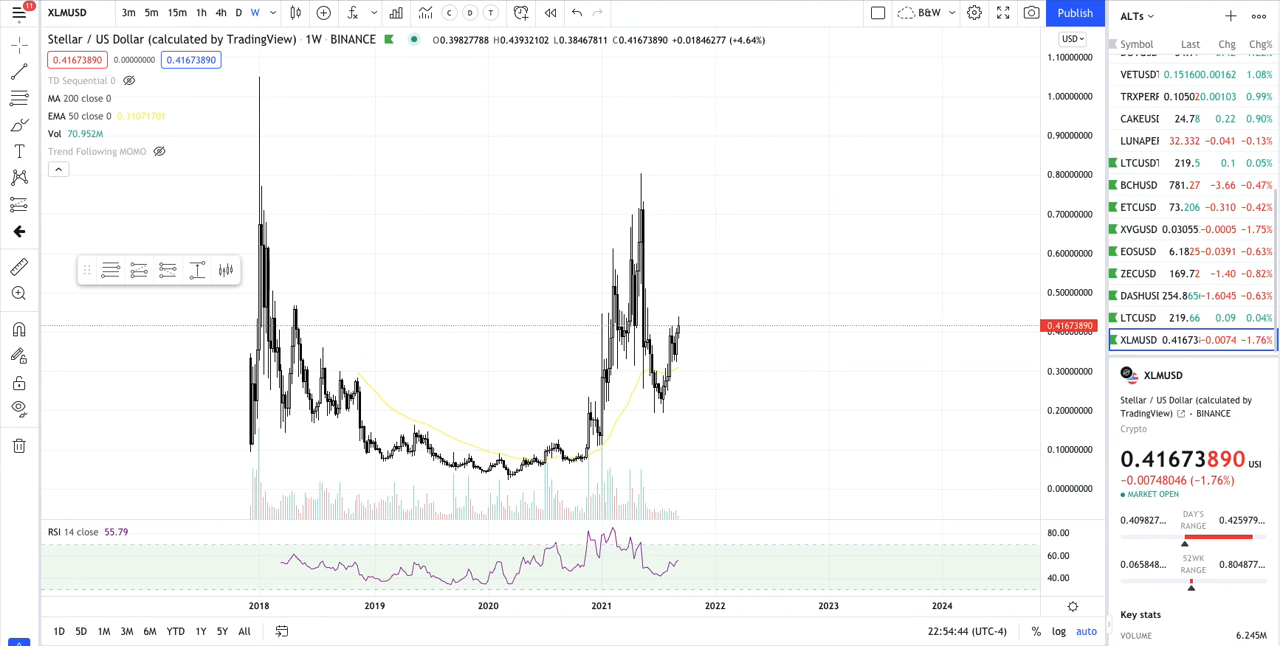 11
XLMUSD
3m 5m 15m 1h 4h D W
C D T
B&W
Publish
ALTs
Stellar / US Dollar (calculated by TradingView) · 1W · BINANCE
O0.39827788 H0.43932102 L0.38467811 C0.41673890 +0.01846277 (+4.64%)
USD
0.41673890 0.00000000 0.41673890
TD Sequential 0
MA 200 close 0
EMA 50 close 0 0.31071701
Vol 70.952M
Trend Following MOMO
1.10000000
1.00000000
0.90000000
0.80000000
0.70000000
0.60000000
0.50000000
0.41673890
0.40000000
0.30000000
0.20000000
0.10000000
0.00000000
RSI 14 close 55.79
80.00
60.00
40.00
2018 2019 2020 2021 2022 2023 2024
1D 5D 1M 3M 6M YTD 1Y 5Y All
22:54:44 (UTC-4)
% log auto
Symbol Last Chg Chg%
VETUSDT 0.151600.00162 1.08%
TRXPERF 0.105020.00103 0.99%
CAKEUSD 24.78 0.22 0.90%
LUNAPER 32.332 −0.041 −0.13%
LTCUSDT 219.5 0.1 0.05%
BCHUSD 781.27 −3.66 −0.47%
ETCUSD 73.206 −0.310 −0.42%
XVGUSD 0.03055 −0.0005 −1.75%
EOSUSD 6.1825 −0.0391 −0.63%
ZECUSD 169.72 −1.40 −0.82%
DASHUSD 254.865 −1.6045 −0.63%
LTCUSD 219.66 0.09 0.04%
XLMUSD 0.41673 −0.0074 −1.76%
XLMUSD
Stellar / US Dollar (calculated by
TradingView) · BINANCE
Crypto
0.41673890 USD
−0.00748046 (−1.76%)
MARKET OPEN
0.409827... DAY'S RANGE 0.425979...
0.065848... 52WK RANGE 0.804877...
Key stats
VOLUME 6.245M